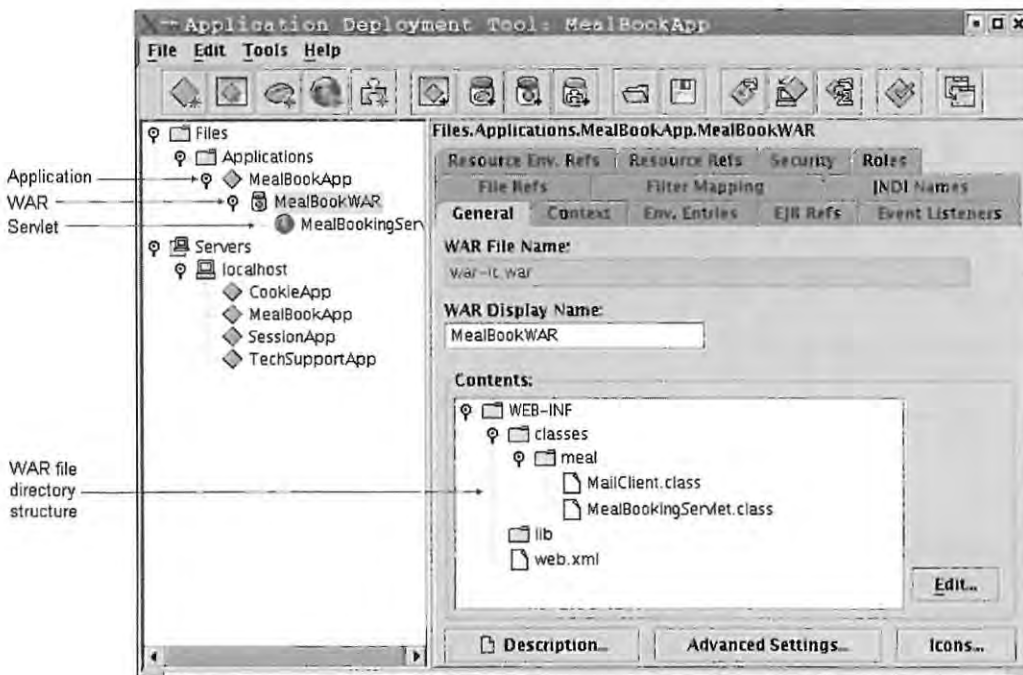 Application Deployment Tool: MealBookApp
File Edit Tools Help
Files
Applications
MealBookApp
MealBookWAR
MealBookingServ
Servers
localhost
CookieApp
MealBookApp
SessionApp
TechSupportApp
Application
WAR
Servlet
WAR file
directory
structure
Files.Applications.MealBookApp.MealBookWAR
Resource Env. Refs Resource Refs Security Roles
File Refs Filter Mapping JNDI Names
General Context Env. Entries EJB Refs Event Listeners
WAR File Name:
war-ic.war
WAR Display Name:
MealBookWAR
Contents:
WEB-INF
classes
meal
MailClient.class
MealBookingServlet.class
lib
web.xml
Edit...
Description... Advanced Settings... Icons...